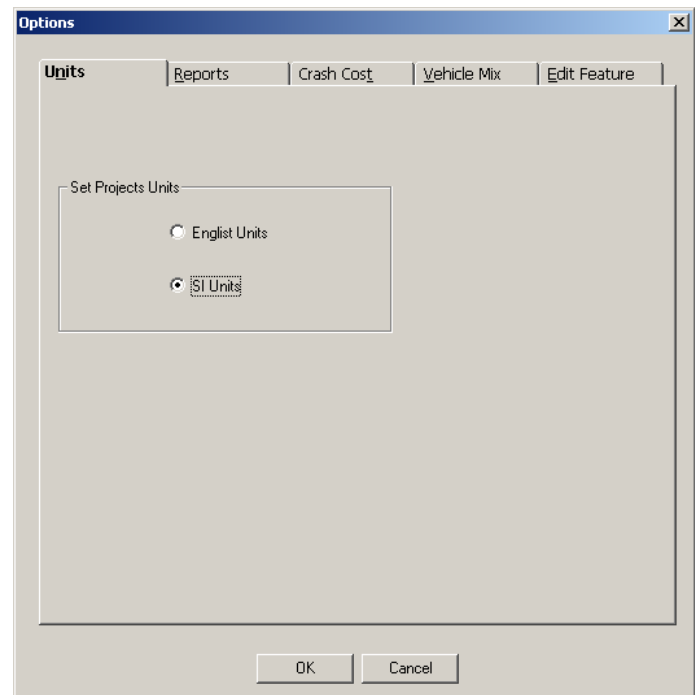 Options
Units Reports Crash Cost Vehicle Mix Edit Feature
Set Projects Units
Englist Units
SI Units
OK Cancel